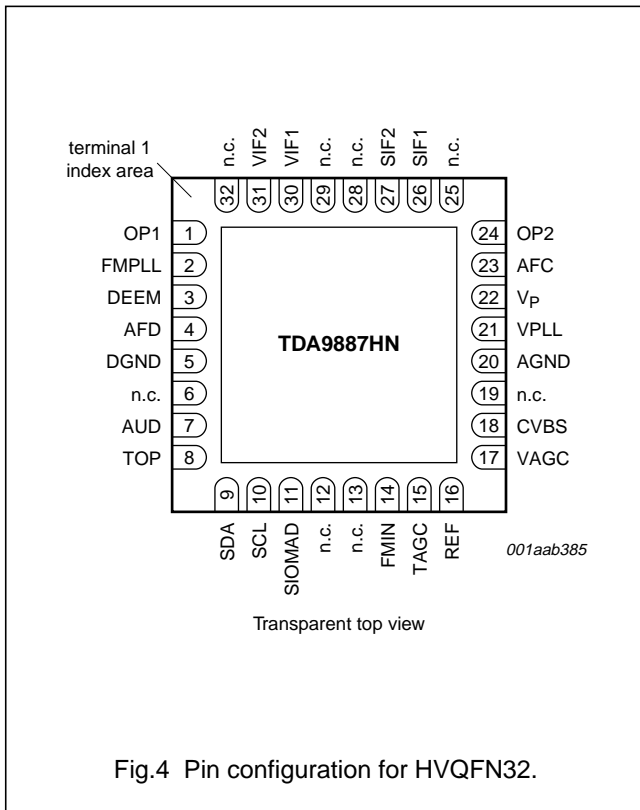 terminal 1
index area
n.c.
VIF2
VIF1
n.c.
n.c.
SIF2
SIF1
n.c.
32
31
30
29
28
27
26
25
OP1 1
FMPLL 2
DEEM 3
AFD 4
DGND 5
n.c. 6
AUD 7
TOP 8
TDA9887HN
24 OP2
23 AFC
22 VP
21 VPLL
20 AGND
19 n.c.
18 CVBS
17 VAGC
9
10
11
12
13
14
15
16
SDA
SCL
SIOMAD
n.c.
n.c.
FMIN
TAGC
REF
001aab385
Transparent top view
Fig.4 Pin configuration for HVQFN32.